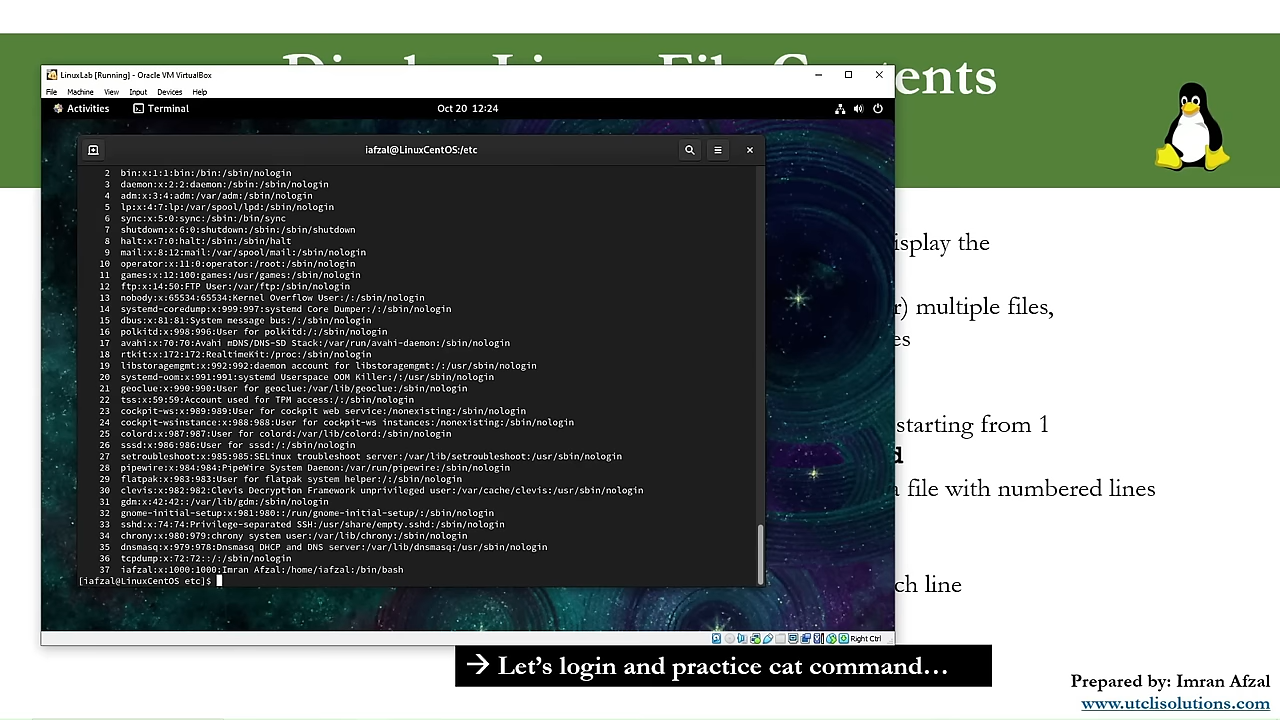 ents
LinuxLab [Running] - Oracle VM VirtualBox
File Machine View Input Devices Help
Activities Terminal Oct 20 12:24
iafzal@LinuxCentOS:/etc
2 bin:x:1:1:bin:/bin:/sbin/nologin
3 daemon:x:2:2:daemon:/sbin:/sbin/nologin
4 adm:x:3:4:adm:/var/adm:/sbin/nologin
5 lp:x:4:7:lp:/var/spool/lpd:/sbin/nologin
6 sync:x:5:0:sync:/sbin:/bin/sync
7 shutdown:x:6:0:shutdown:/sbin:/sbin/shutdown
8 halt:x:7:0:halt:/sbin:/sbin/halt
9 mail:x:8:12:mail:/var/spool/mail:/sbin/nologin
10 operator:x:11:0:operator:/root:/sbin/nologin
11 games:x:12:100:games:/usr/games:/sbin/nologin
12 ftp:x:14:50:FTP User:/var/ftp:/sbin/nologin
13 nobody:x:65534:65534:Kernel Overflow User:/:/sbin/nologin
14 systemd-coredump:x:999:997:systemd Core Dumper:/:/sbin/nologin
15 dbus:x:81:81:System message bus:/:/sbin/nologin
16 polkitd:x:998:996:User for polkitd:/:/sbin/nologin
17 avahi:x:70:70:Avahi mDNS/DNS-SD Stack:/var/run/avahi-daemon:/sbin/nologin
18 rtkit:x:172:172:RealtimeKit:/proc:/sbin/nologin
19 libstoragemgmt:x:992:992:daemon account for libstoragemgmt:/:/usr/sbin/nologin
20 systemd-oom:x:991:991:systemd Userspace OOM Killer:/:/usr/sbin/nologin
21 geoclue:x:990:990:User for geoclue:/var/lib/geoclue:/sbin/nologin
22 tss:x:59:59:Account used for TPM access:/:/sbin/nologin
23 cockpit-ws:x:989:989:User for cockpit web service:/nonexisting:/sbin/nologin
24 cockpit-wsinstance:x:988:988:User for cockpit-ws instances:/nonexisting:/sbin/nologin
25 colord:x:987:987:User for colord:/var/lib/colord:/sbin/nologin
26 sssd:x:986:986:User for sssd:/:/sbin/nologin
27 setroubleshoot:x:985:985:SELinux troubleshoot server:/var/lib/setroubleshoot:/usr/sbin/nologin
28 pipewire:x:984:984:PipeWire System Daemon:/var/run/pipewire:/sbin/nologin
29 flatpak:x:983:983:User for flatpak system helper:/:/sbin/nologin
30 clevis:x:982:982:Clevis Decryption Framework unprivileged user:/var/cache/clevis:/usr/sbin/nologin
31 gdm:x:42:42::/var/lib/gdm:/sbin/nologin
32 gnome-initial-setup:x:981:980::/run/gnome-initial-setup/:/sbin/nologin
33 sshd:x:74:74:Privilege-separated SSH:/usr/share/empty.sshd:/sbin/nologin
34 chrony:x:980:979:chrony system user:/var/lib/chrony:/sbin/nologin
35 dnsmasq:x:979:978:Dnsmasq DHCP and DNS server:/var/lib/dnsmasq:/usr/sbin/nologin
36 tcpdump:x:72:72::/:/sbin/nologin
37 iafzal:x:1000:1000:Imran Afzal:/home/iafzal:/bin/bash
[iafzal@LinuxCentOS etc]$
Right Ctrl
isplay the
r) multiple files,
es
starting from 1
d
a file with numbered lines
ch line
→ Let's login and practice cat command…
Prepared by: Imran Afzal
www.utclisolutions.com